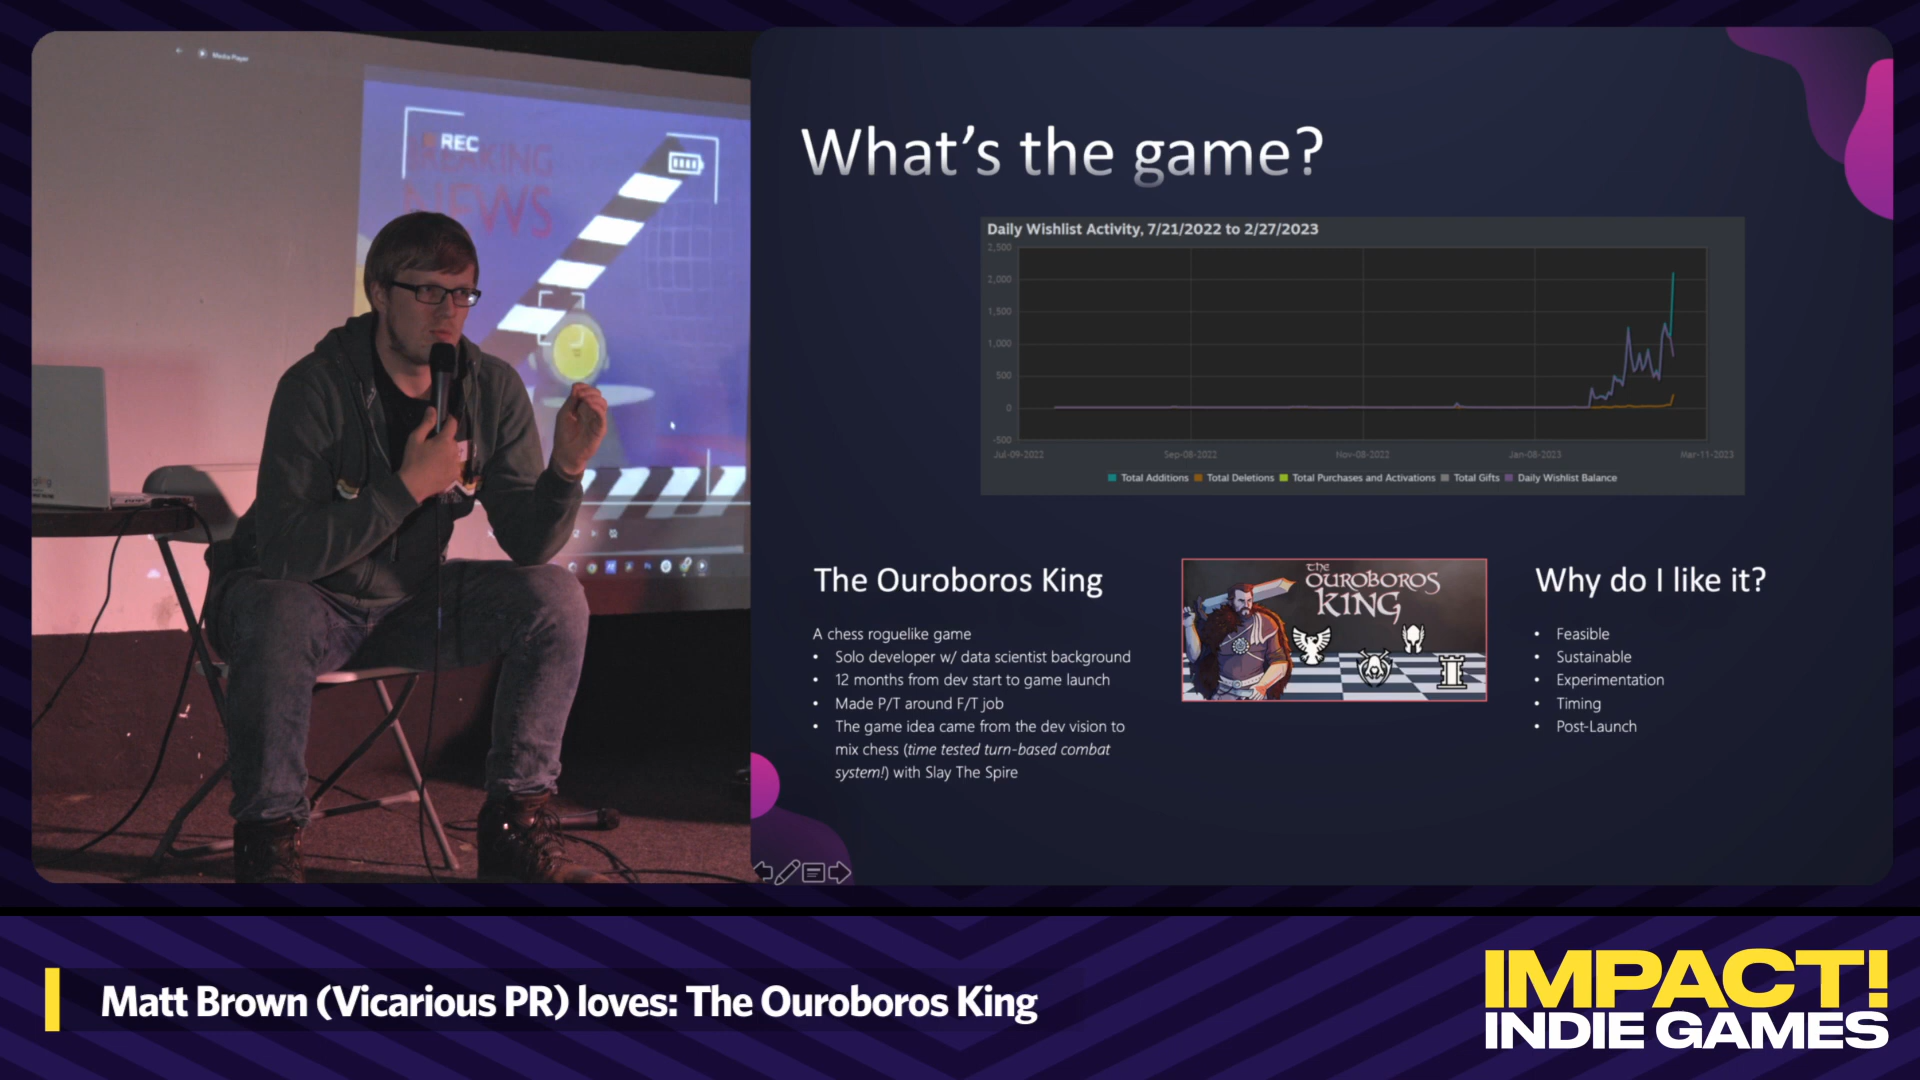 Media Player
REC
BREAKING
NEWS
What's the game?
Daily Wishlist Activity, 7/21/2022 to 2/27/2023
2,500
2,000
1,500
1,000
500
0
-500
Jul-09-2022
Sep-08-2022
Nov-08-2022
Jan-08-2023
Mar-11-2023
Total Additions
Total Deletions
Total Purchases and Activations
Total Gifts
Daily Wishlist Balance
The Ouroboros King
A chess roguelike game
• Solo developer w/ data scientist background
• 12 months from dev start to game launch
• Made P/T around F/T job
• The game idea came from the dev vision to
mix chess (time tested turn-based combat
system!) with Slay The Spire
THE
OUROBOROS
KING
Why do I like it?
• Feasible
• Sustainable
• Experimentation
• Timing
• Post-Launch
Matt Brown (Vicarious PR) loves: The Ouroboros King
IMPACT!
INDIE GAMES